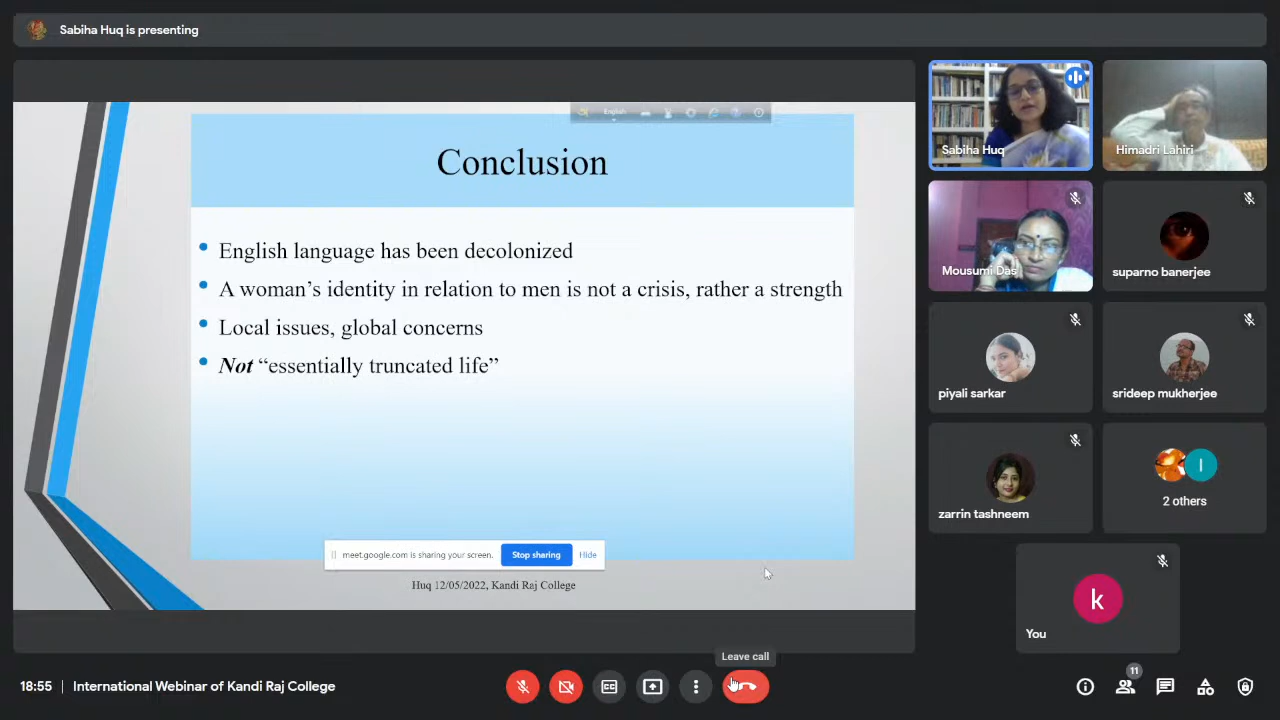 Sabiha Huq is presenting
English
Conclusion
English language has been decolonized
A woman's identity in relation to men is not a crisis, rather a strength
Local issues, global concerns
Not “essentially truncated life”
meet.google.com is sharing your screen.
Stop sharing
Hide
Huq 12/05/2022, Kandi Raj College
Sabiha Huq
Himadri Lahiri
Mousumi Das
suparno banerjee
piyali sarkar
srideep mukherjee
zarrin tashneem
I
2 others
k
You
Leave call
18:55 | International Webinar of Kandi Raj College
11